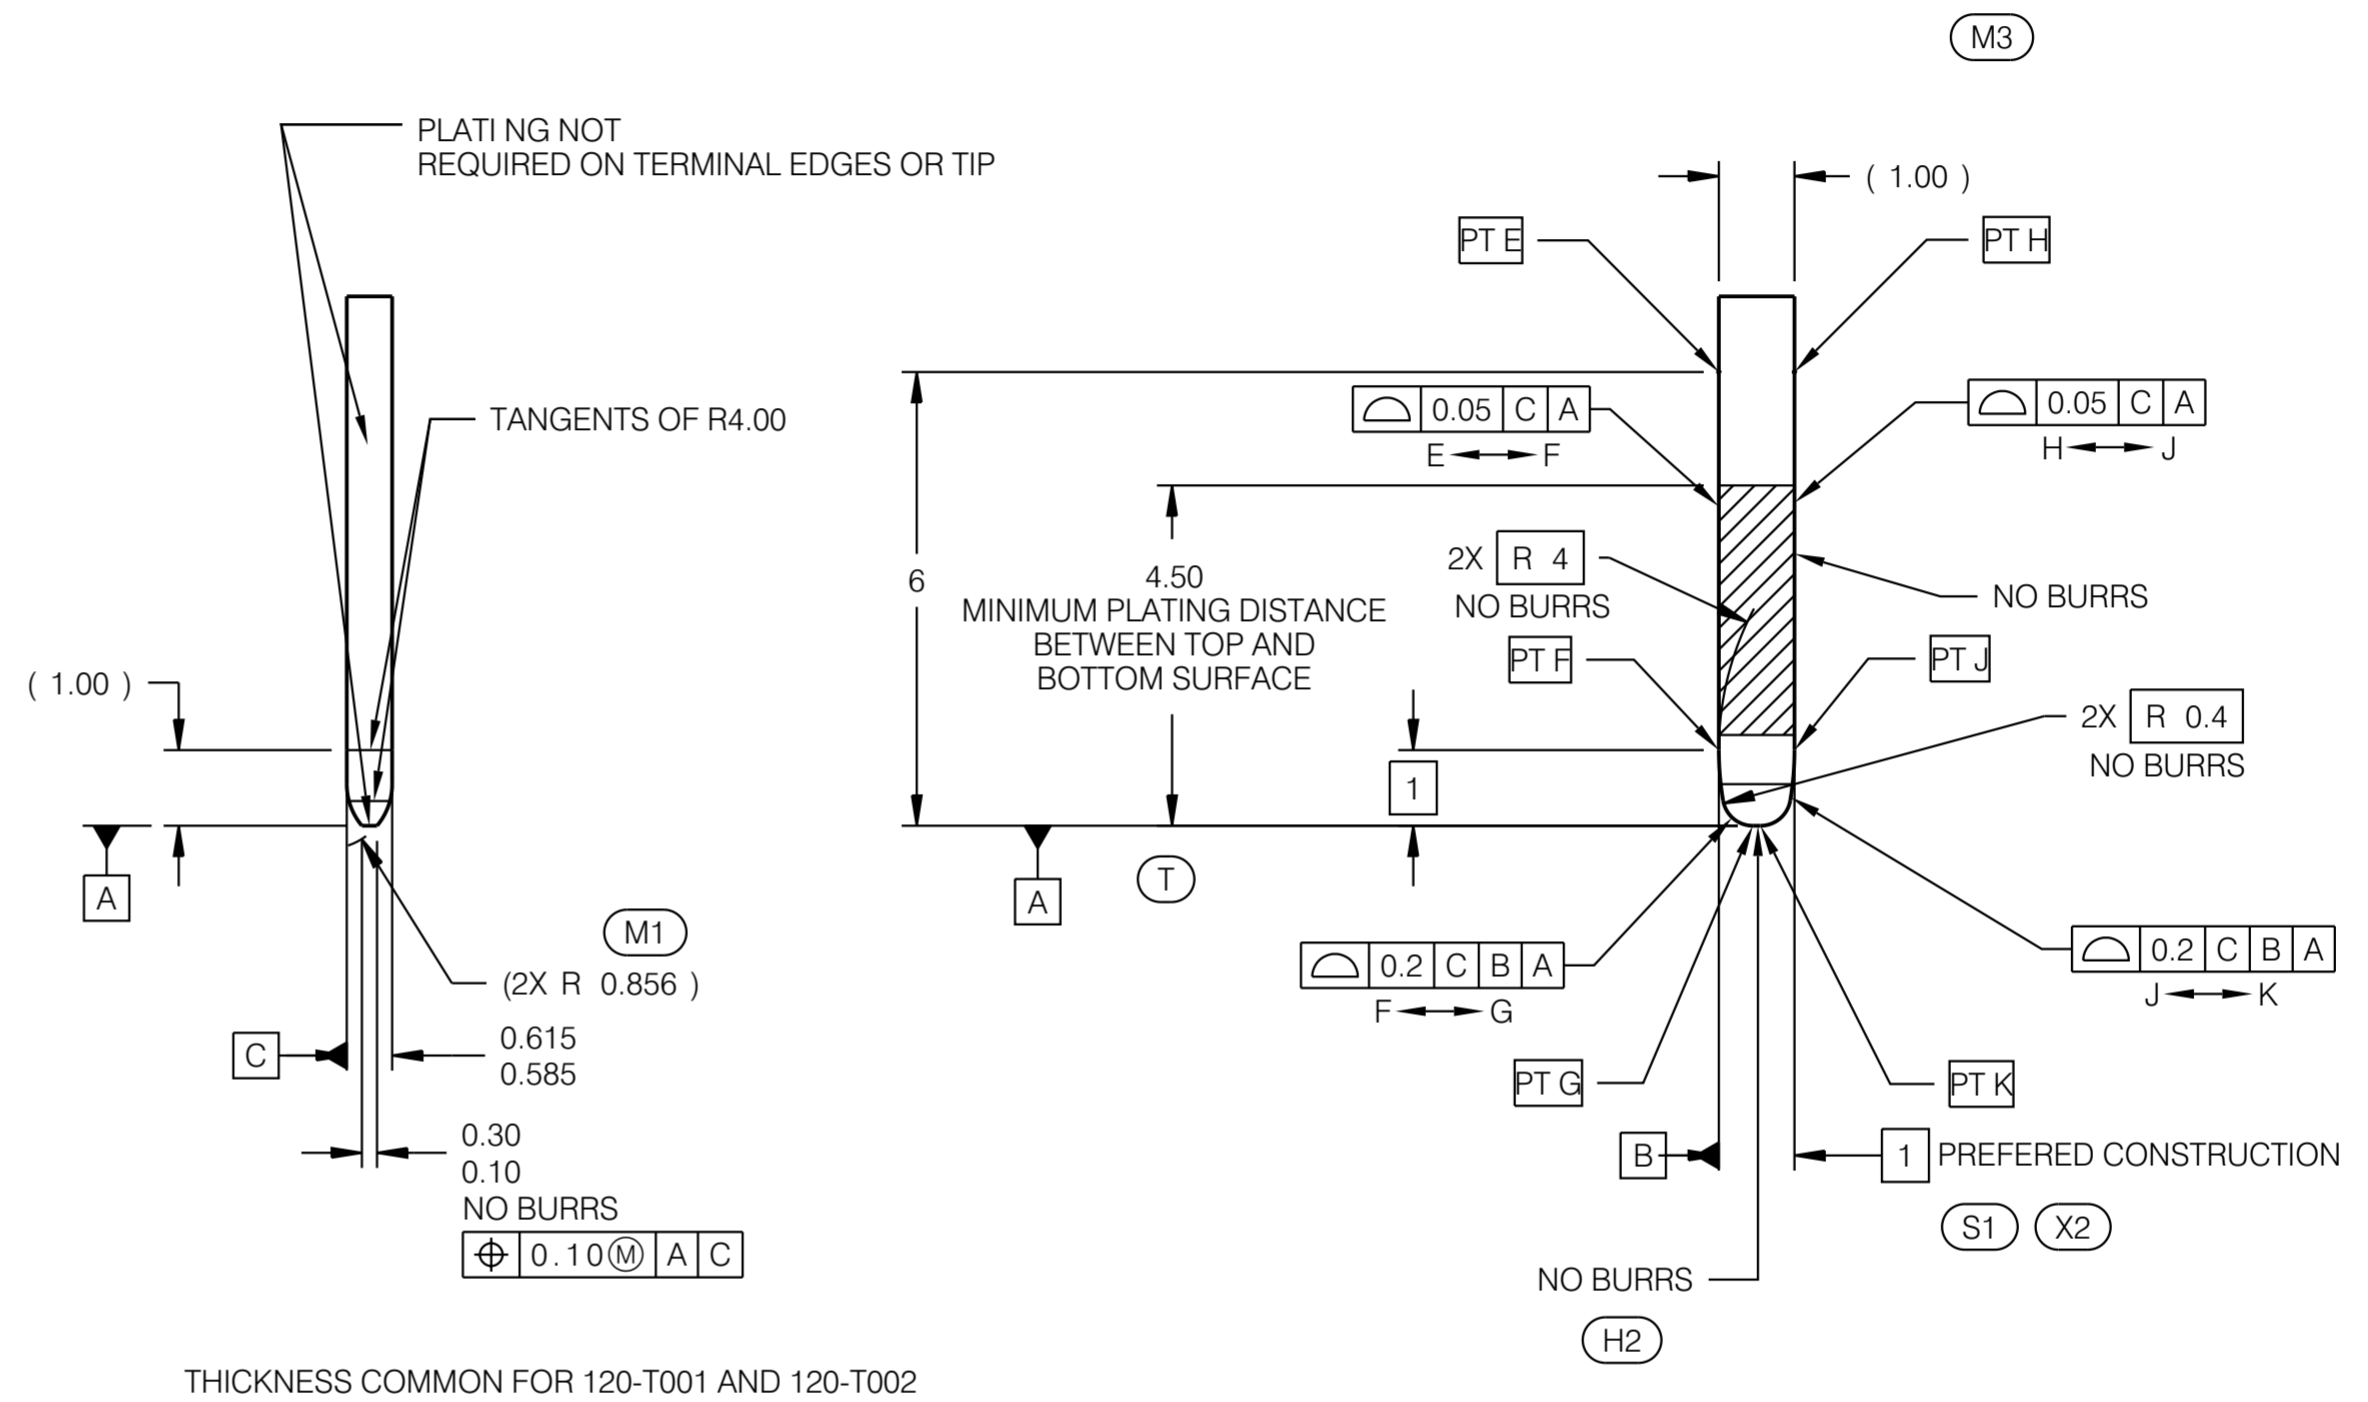 M3
PLATI NG NOT
REQUIRED ON TERMINAL EDGES OR TIP
( 1.00 )
PT E
PT H
0.05 C A
E F
0.05 C A
H J
TANGENTS OF R4.00
2X R 4
NO BURRS
6
4.50
MINIMUM PLATING DISTANCE
BETWEEN TOP AND
BOTTOM SURFACE
NO BURRS
PT F
PT J
( 1.00 )
2X R 0.4
NO BURRS
1
A
A
T
M1
(2X R 0.856 )
0.2 C B A
F G
0.2 C B A
J K
C
0.615
0.585
PT G
PT K
0.30
0.10
NO BURRS
⌖ 0.10Ⓜ A C
B
1 PREFERED CONSTRUCTION
S1 X2
NO BURRS
H2
THICKNESS COMMON FOR 120-T001 AND 120-T002